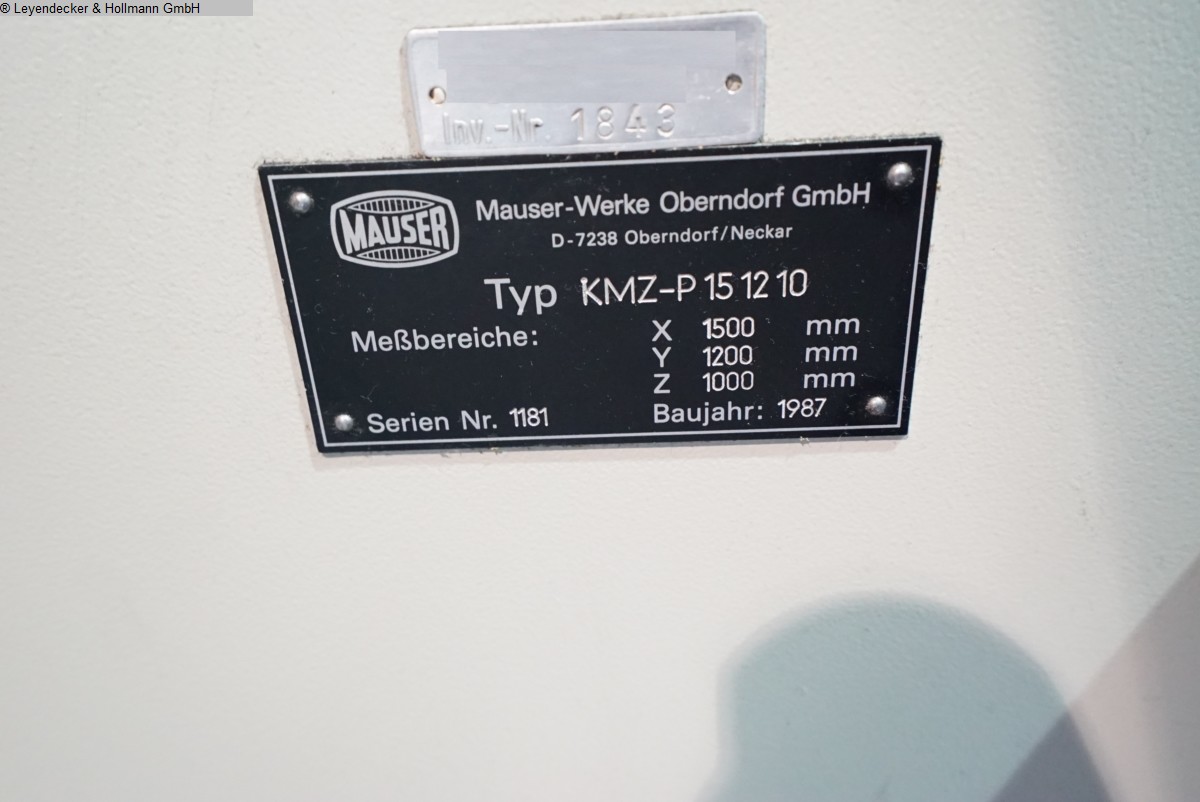 ® Leyendecker & Hollmann GmbH
Inv.-Nr. 1843
MAUSER
Mauser-Werke Oberndorf GmbH
D-7238 Oberndorf/Neckar
Typ KMZ-P 15 12 10
Meßbereiche: X 1500 mm
Y 1200 mm
Z 1000 mm
Serien Nr. 1181 Baujahr: 1987